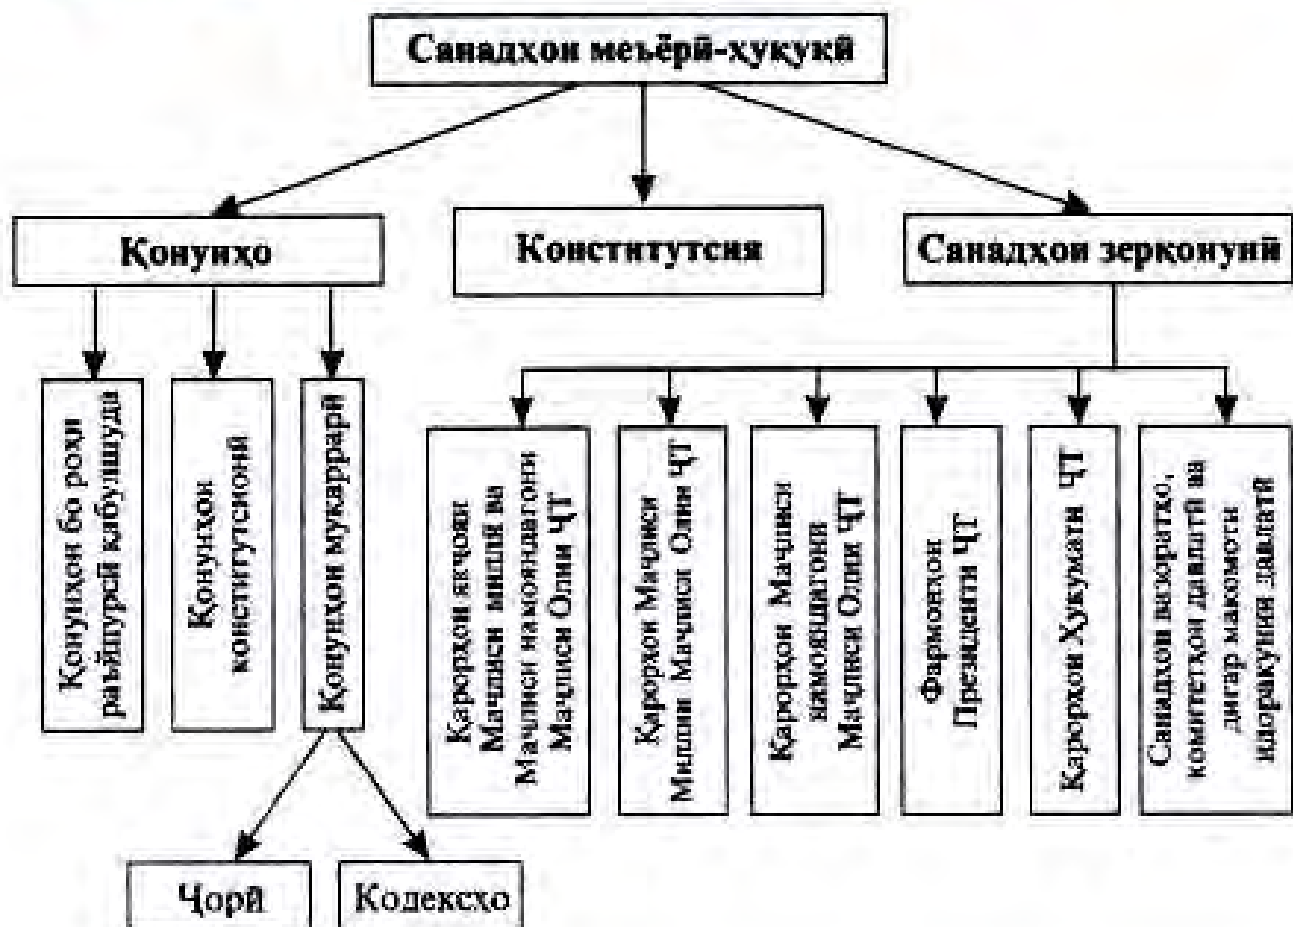 Санадҳои меъёрӣ-ҳуқуқӣ
Қонунҳо
Конститутсия
Санадҳои зерқонунӣ
Қонунҳои бо роҳи
раъйпурсӣ қабулшуда
Қонунҳои
конститутсионӣ
Қонунҳои муқаррарӣ
Қарорҳои якҷояи
Маҷлиси миллӣ ва
Маҷлиси намояндагони
Маҷлиси Олии ҶТ
Қарорҳои Маҷлиси
Миллии Маҷлиси Олии ҶТ
Қарорҳои Маҷлиси
намояндагони
Маҷлиси Олии ҶТ
Фармонҳои
Президенти ҶТ
Қарорҳои Ҳукумати ҶТ
Санадҳои вазоратҳо,
комитетҳои давлатӣ ва
дигар мақомоти
идоракунии давлатӣ
Ҷорӣ
Кодексҳо